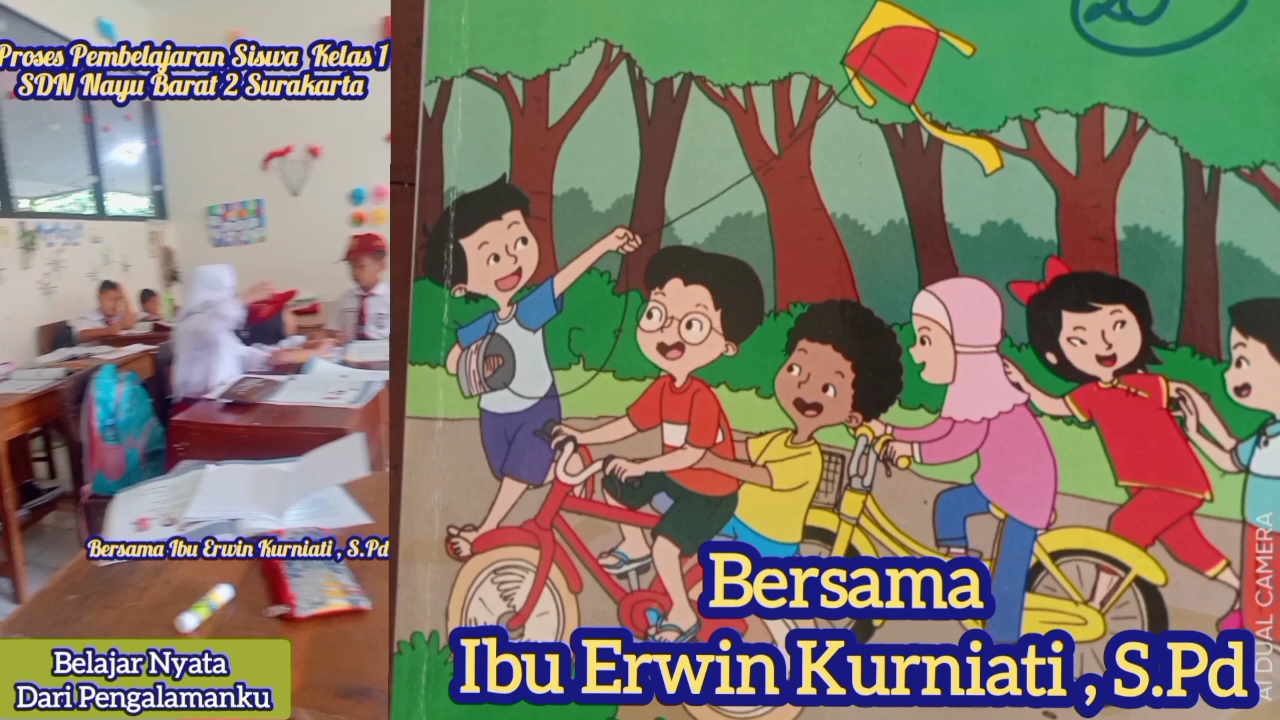 Proses Pembelajaran Siswa Kelas 1
SDN Nayu Barat 2 Surakarta
Bersama Ibu Erwin Kurniati , S.Pd
Belajar Nyata
Dari Pengalamanku
Bersama
Ibu Erwin Kurniati , S.Pd
AI DUAL CAMERA